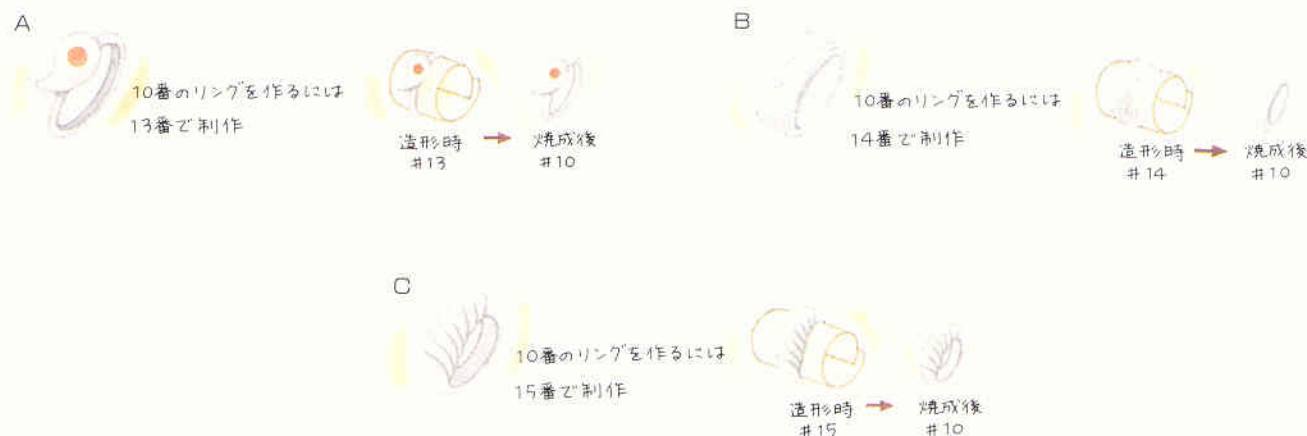 A
10番のリングを作るには
13番で制作
造形時 → 焼成後
#13 #10
B
10番のリングを作るには
14番で制作
造形時 → 焼成後
#14 #10
C
10番のリングを作るには
15番で制作
造形時 → 焼成後
#15 #10